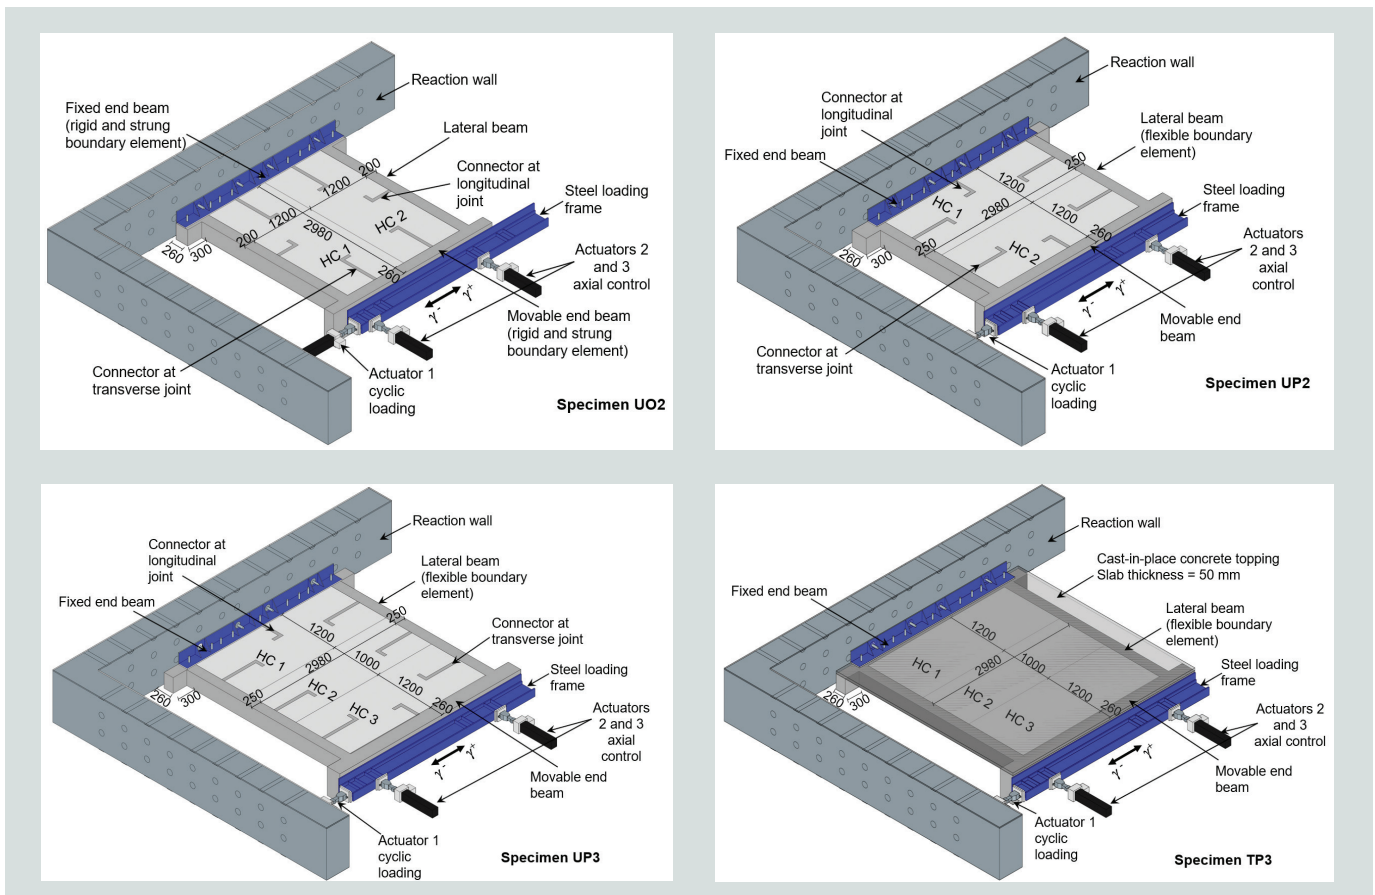 Reaction wall
Fixed end beam
(rigid and strung
boundary element)
Lateral beam
200
Connector at
longitudinal
joint
1200
Steel loading
frame
1200
2980
HC 2
200
HC 1
260
300
260
Actuators 2
and 3
axial control
γ- γ+
Movable end beam
(rigid and strung
boundary element)
Connector at
transverse joint
Actuator 1
cyclic
loading
Specimen UO2
Reaction wall
Connector at
longitudinal
joint
Lateral beam
(flexible boundary
element)
Fixed end beam
250
1200
Steel loading
frame
HC 1
2980
1200
250
HC 2
260
260
300
Actuators
2 and 3
axial
control
γ- γ+
Movable end
beam
Connector at
transverse joint
Actuator 1
cyclic
loading
Specimen UP2
Reaction wall
Connector at
longitudinal
joint
Lateral beam
(flexible boundary
element)
Fixed end beam
250
Connector at
transverse joint
1200
HC 1
2980
1000
Steel loading
frame
250
HC 2
1200
260
300
HC 3
260
Actuators
2 and 3
axial
control
γ- γ+
Movable end
beam
Actuator 1
cyclic
loading
Specimen UP3
Reaction wall
Cast-in-place concrete topping
Slab thickness = 50 mm
Fixed end beam
Lateral beam
(flexible boundary
element)
1200
HC 1
2980
1000
Steel loading
frame
HC 2
1200
260
300
HC 3
260
Actuators 2
and 3
axial control
γ- γ+
Movable end
beam
Actuator 1
cyclic
loading
Specimen TP3